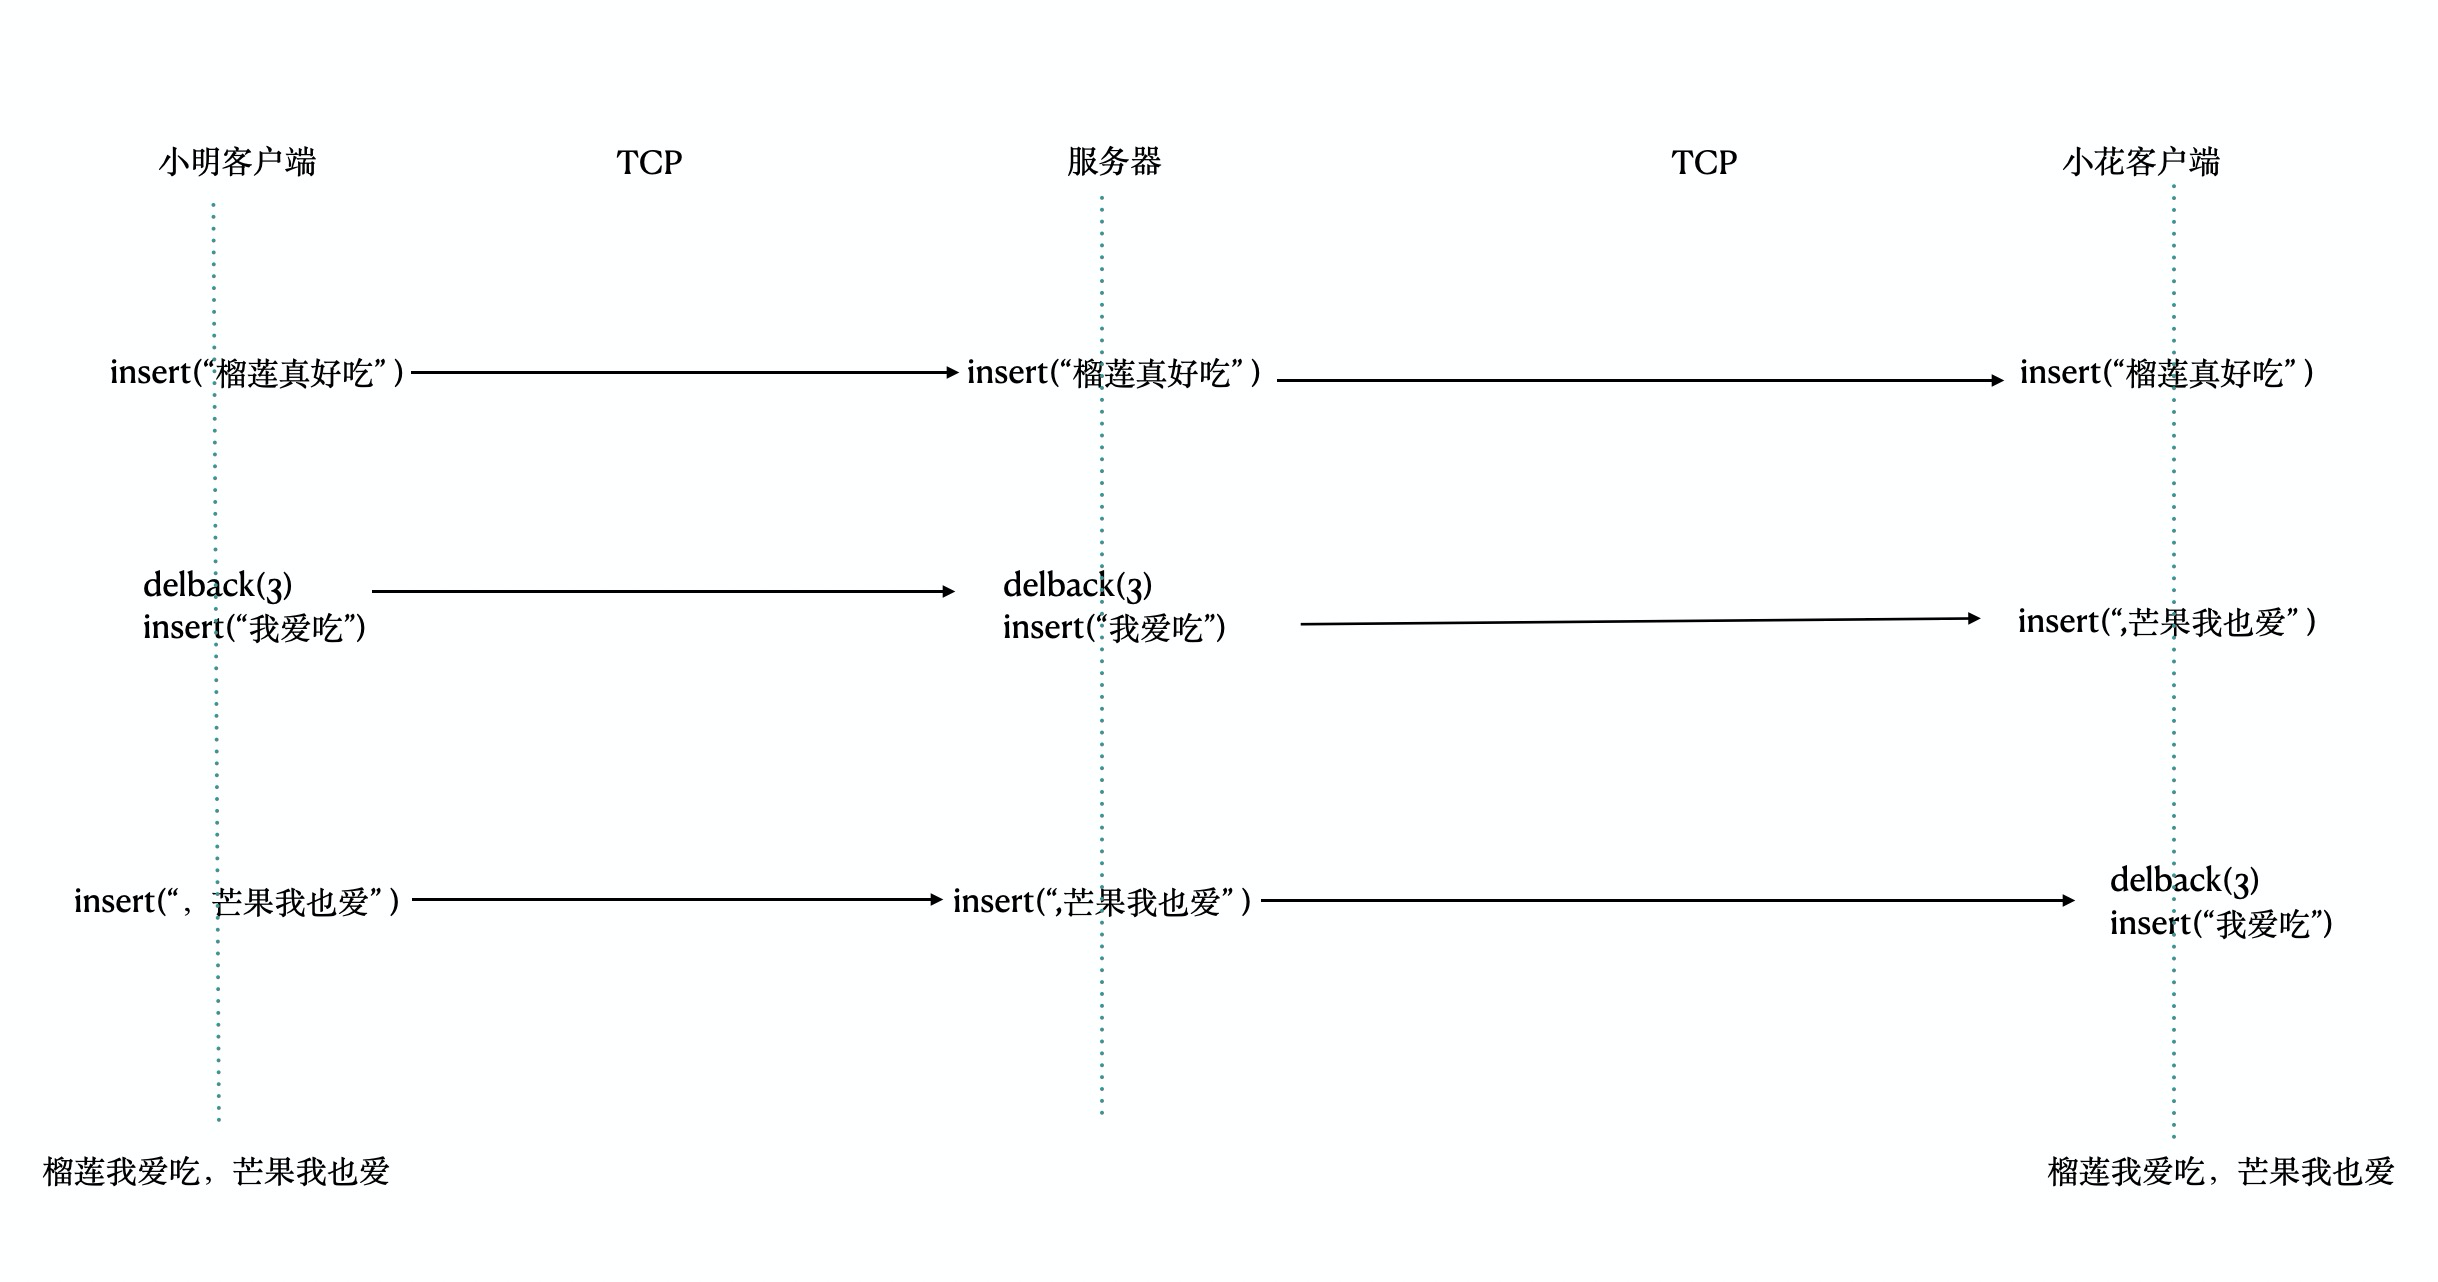 小明客户端
TCP
服务器
TCP
小花客户端
insert(“榴莲真好吃” )
insert(“榴莲真好吃” )
insert(“榴莲真好吃” )
delback(3)
insert(“我爱吃”)
delback(3)
insert(“我爱吃”)
insert(“,芒果我也爱” )
insert(“，芒果我也爱” )
insert(“,芒果我也爱” )
delback(3)
insert(“我爱吃”)
榴莲我爱吃，芒果我也爱
榴莲我爱吃，芒果我也爱